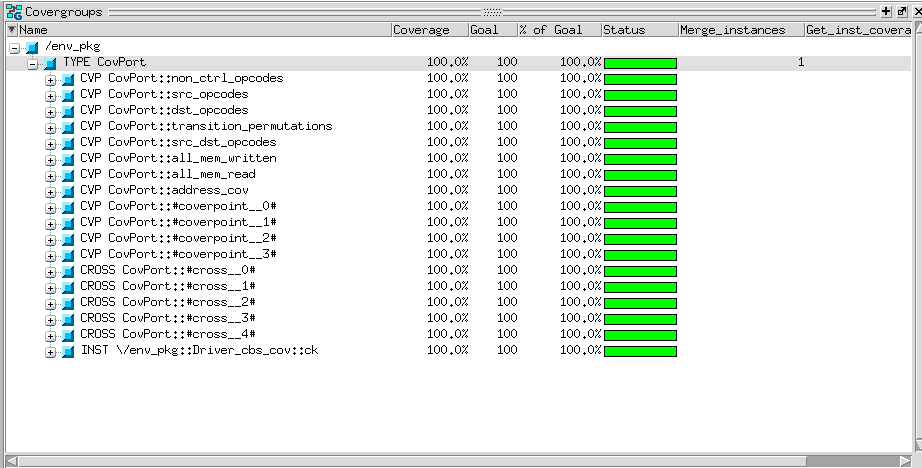 Covergroups
Name Coverage Goal % of Goal Status Merge_instances Get_inst_covera
/env_pkg
TYPE CovPort 100.0% 100 100.0% 1
CVP CovPort::non_ctrl_opcodes 100.0% 100 100.0%
CVP CovPort::src_opcodes 100.0% 100 100.0%
CVP CovPort::dst_opcodes 100.0% 100 100.0%
CVP CovPort::transition_permutations 100.0% 100 100.0%
CVP CovPort::src_dst_opcodes 100.0% 100 100.0%
CVP CovPort::all_mem_written 100.0% 100 100.0%
CVP CovPort::all_mem_read 100.0% 100 100.0%
CVP CovPort::address_cov 100.0% 100 100.0%
CVP CovPort::#coverpoint__0# 100.0% 100 100.0%
CVP CovPort::#coverpoint__1# 100.0% 100 100.0%
CVP CovPort::#coverpoint__2# 100.0% 100 100.0%
CVP CovPort::#coverpoint__3# 100.0% 100 100.0%
CROSS CovPort::#cross__0# 100.0% 100 100.0%
CROSS CovPort::#cross__1# 100.0% 100 100.0%
CROSS CovPort::#cross__2# 100.0% 100 100.0%
CROSS CovPort::#cross__3# 100.0% 100 100.0%
CROSS CovPort::#cross__4# 100.0% 100 100.0%
INST \/env_pkg::Driver_cbs_cov::ck 100.0% 100 100.0%